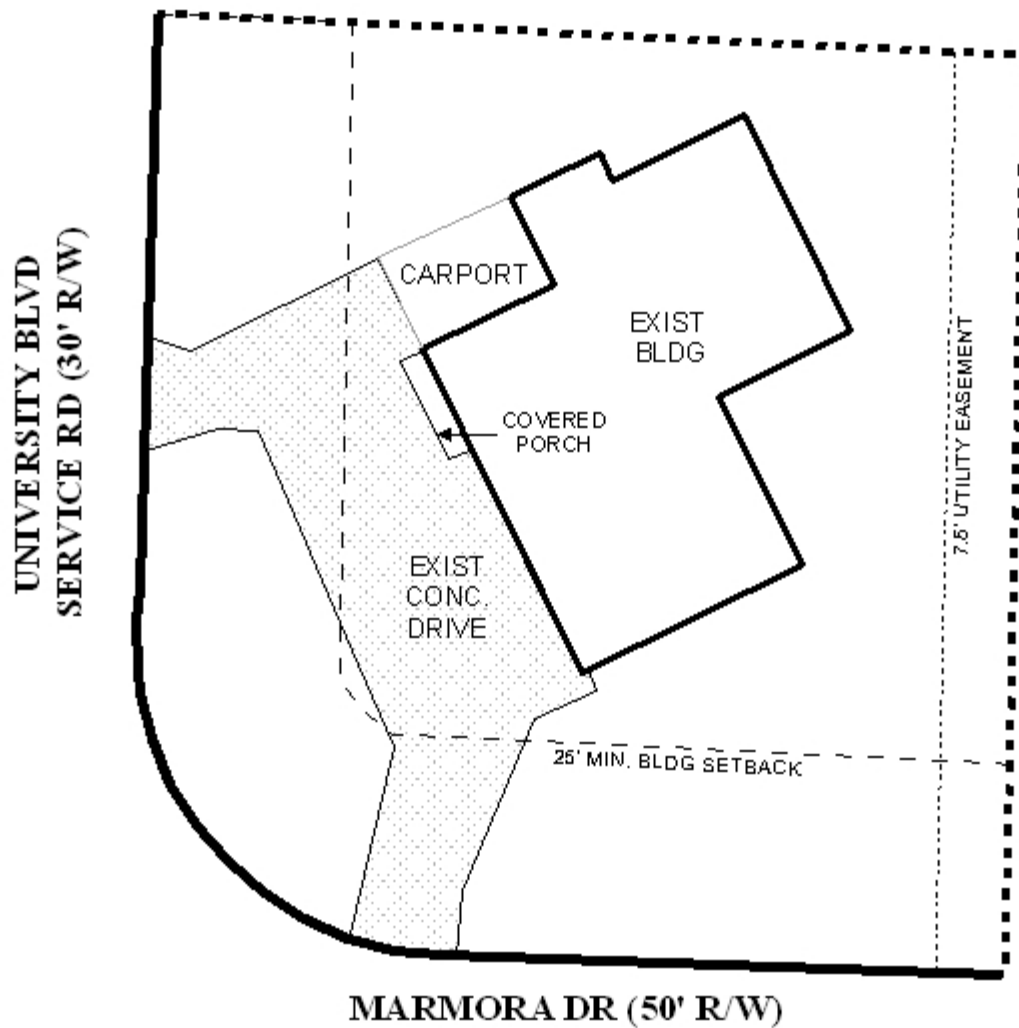 UNIVERSITY BLVD
SERVICE RD (30' R/W)
CARPORT
EXIST
BLDG
COVERED
PORCH
7.5' UTILITY EASEMENT
EXIST
CONC.
DRIVE
25' MIN. BLDG SETBACK
MARMORA DR (50' R/W)